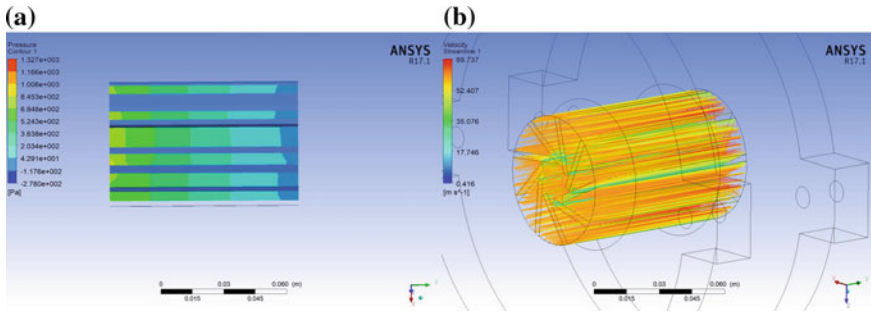 (a)
Pressure
Contour 1
1.327e+003
1.166e+003
1.006e+003
8.453e+002
6.848e+002
5.243e+002
3.638e+002
2.034e+002
4.291e+001
-1.176e+002
-2.780e+002
[Pa]
ANSYS
R17.1
0 0.03 0.060 (m)
0.015 0.045
(b)
Velocity
Streamline 1
69.737
52.407
35.076
17.746
0.416
[m s^-1]
ANSYS
R17.1
0 0.03 0.060 (m)
0.015 0.045